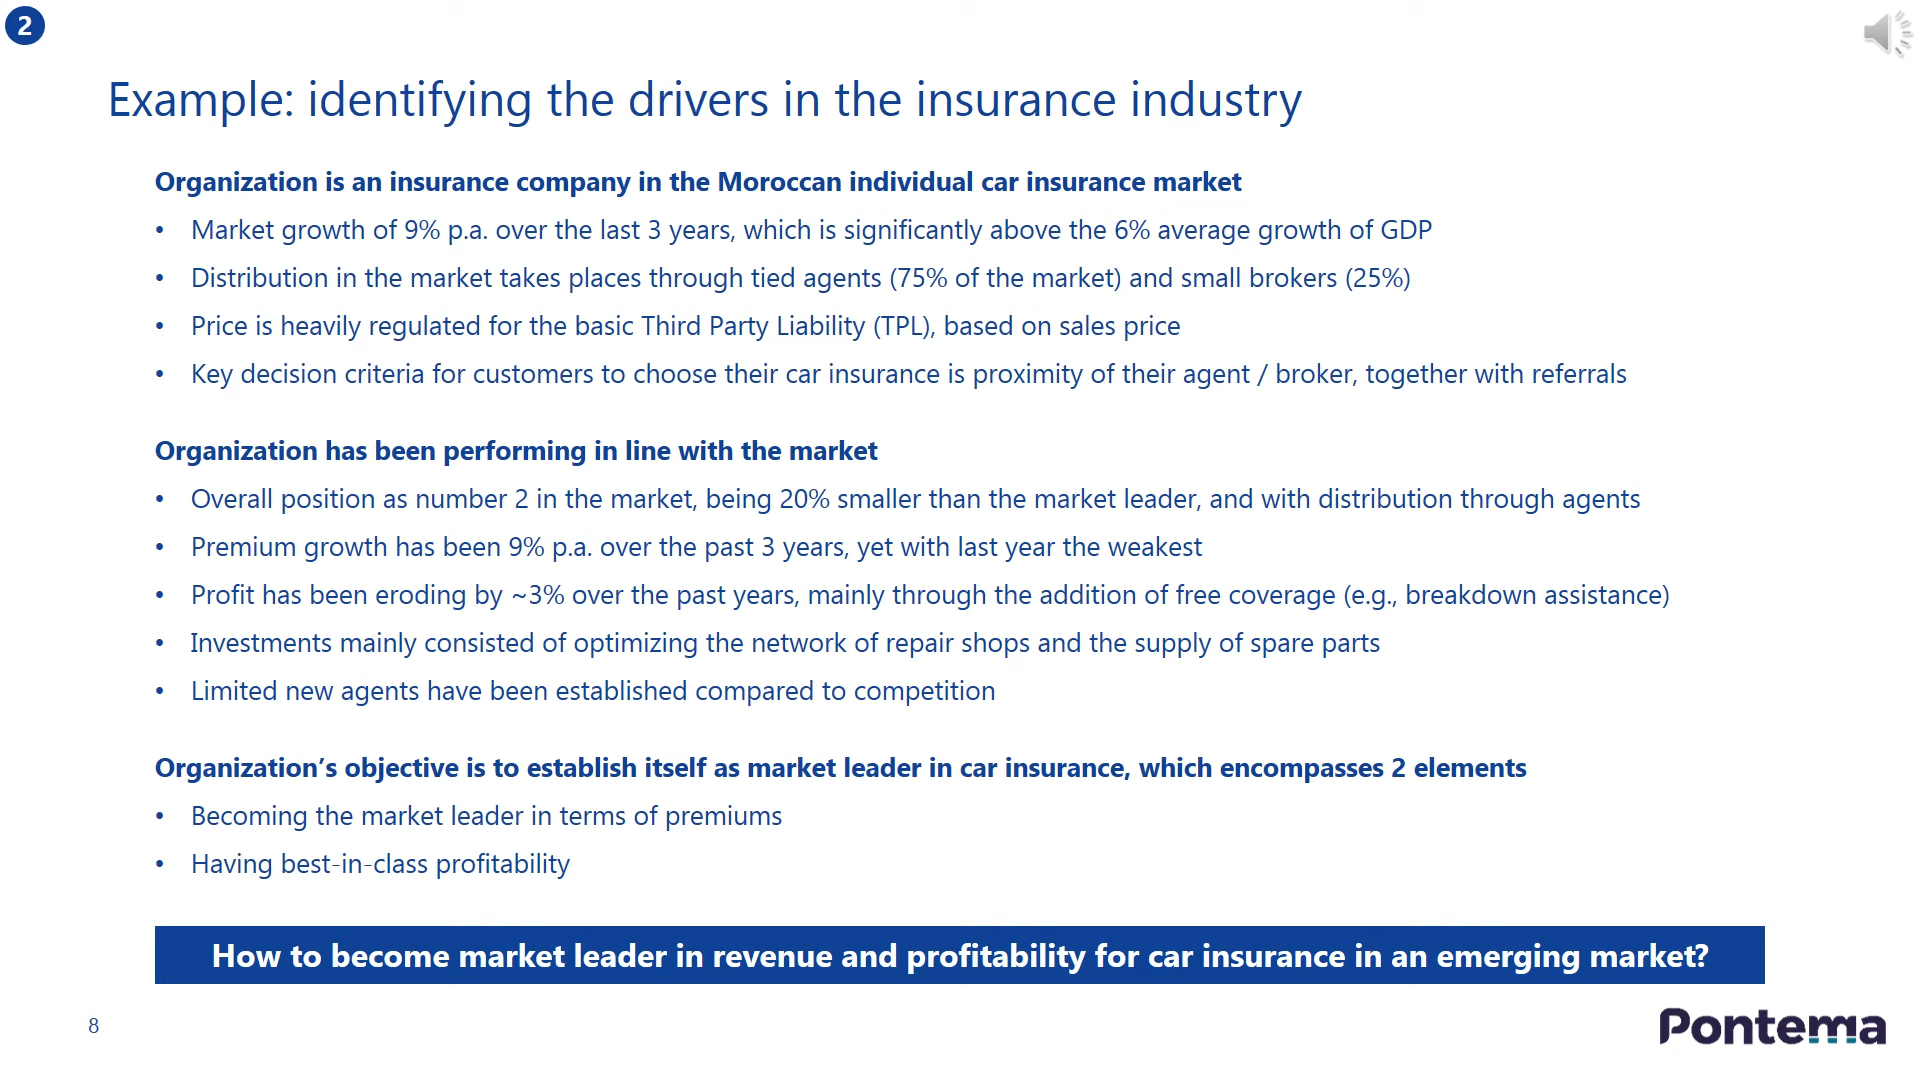 2
Example: identifying the drivers in the insurance industry
Organization is an insurance company in the Moroccan individual car insurance market
• Market growth of 9% p.a. over the last 3 years, which is significantly above the 6% average growth of GDP
• Distribution in the market takes places through tied agents (75% of the market) and small brokers (25%)
• Price is heavily regulated for the basic Third Party Liability (TPL), based on sales price
• Key decision criteria for customers to choose their car insurance is proximity of their agent / broker, together with referrals
Organization has been performing in line with the market
• Overall position as number 2 in the market, being 20% smaller than the market leader, and with distribution through agents
• Premium growth has been 9% p.a. over the past 3 years, yet with last year the weakest
• Profit has been eroding by ~3% over the past years, mainly through the addition of free coverage (e.g., breakdown assistance)
• Investments mainly consisted of optimizing the network of repair shops and the supply of spare parts
• Limited new agents have been established compared to competition
Organization’s objective is to establish itself as market leader in car insurance, which encompasses 2 elements
• Becoming the market leader in terms of premiums
• Having best-in-class profitability
How to become market leader in revenue and profitability for car insurance in an emerging market?
8
Pontema